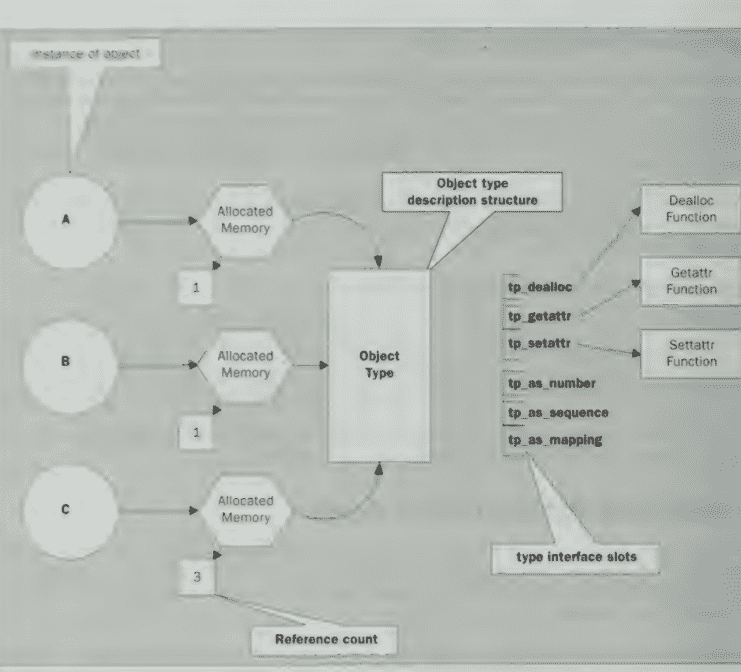 Instance of object
Object type
description structure
Dealloc
Function
A
Allocated
Memory
1
Getattr
Function
tp_dealloc
tp_getattr
tp_setattr
Settattr
Function
B
Allocated
Memory
Object
Type
tp_as_number
tp_as_sequence
tp_as_mapping
1
C
Allocated
Memory
type interface slots
3
Reference count